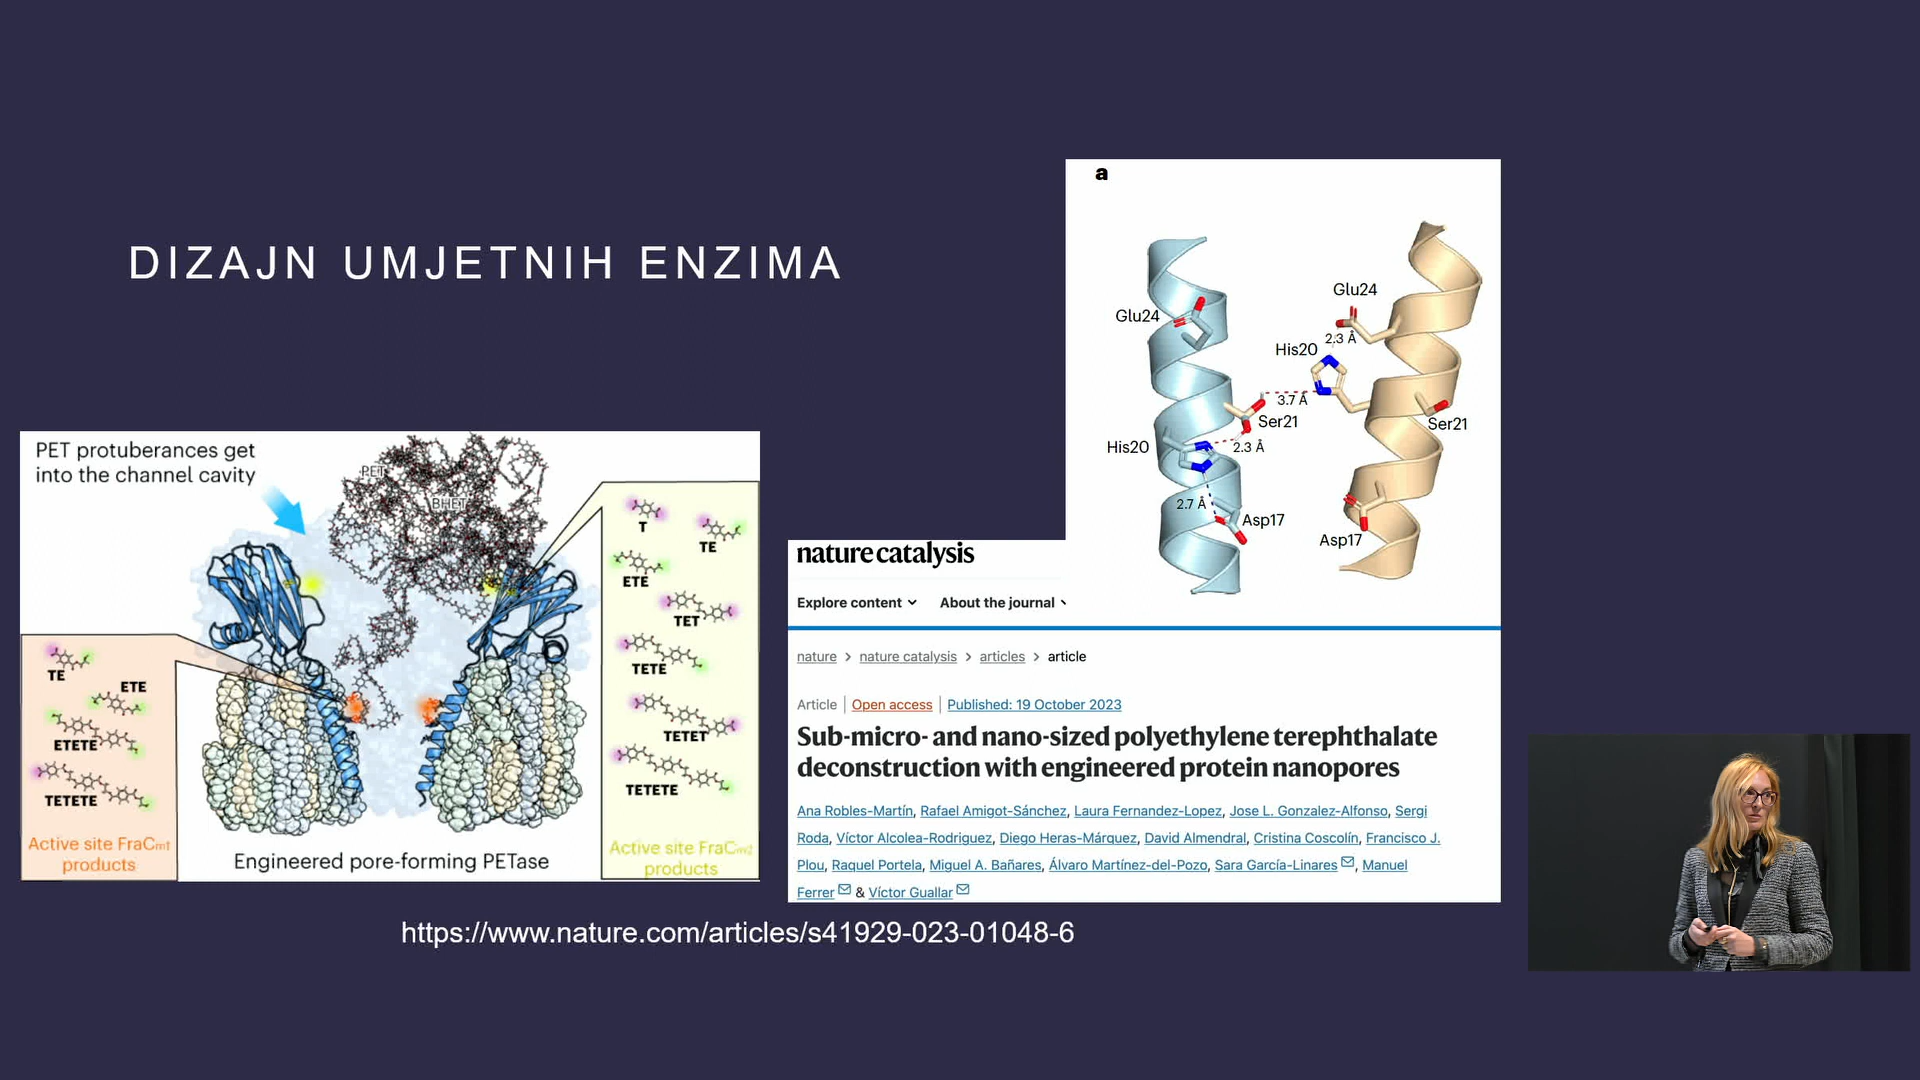 DIZAJN UMJETNIH ENZIMA
PET protuberances get
into the channel cavity
PET
BHET
T
TE
ETE
TET
TETE
TETET
TETETE
Active site FraCm2
products
TE
ETE
ETETE
TETETE
Active site FraCm1
products
Engineered pore-forming PETase
a
Glu24
Glu24
2.3 Å
His20
3.7 Å
Ser21
Ser21
His20
2.3 Å
2.7 Å
Asp17
Asp17
nature catalysis
Explore content About the journal
nature > nature catalysis > articles > article
Article | Open access | Published: 19 October 2023
Sub-micro- and nano-sized polyethylene terephthalate
deconstruction with engineered protein nanopores
Ana Robles-Martín, Rafael Amigot-Sánchez, Laura Fernandez-Lopez, Jose L. Gonzalez-Alfonso, Sergi
Roda, Víctor Alcolea-Rodriguez, Diego Heras-Márquez, David Almendral, Cristina Coscolín, Francisco J.
Plou, Raquel Portela, Miguel A. Bañares, Álvaro Martínez-del-Pozo, Sara García-Linares, Manuel
Ferrer & Víctor Guallar
https://www.nature.com/articles/s41929-023-01048-6